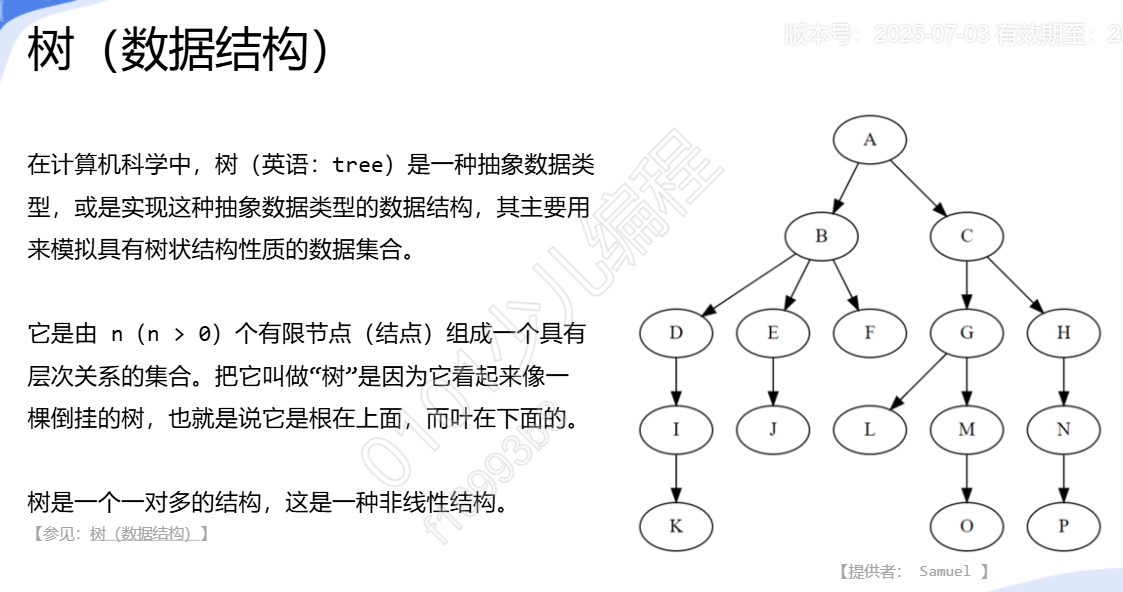 树（数据结构）
版本号：2025-07-03 有效期至：
在计算机科学中，树（英语：tree）是一种抽象数据类
型，或是实现这种抽象数据类型的数据结构，其主要用
来模拟具有树状结构性质的数据集合。
它是由 n（n > 0）个有限节点（结点）组成一个具有
层次关系的集合。把它叫做“树”是因为它看起来像一
棵倒挂的树，也就是说它是根在上面，而叶在下面的。
树是一个一对多的结构，这是一种非线性结构。
【参见：树（数据结构）】
A
B C
D E F G H
I J L M N
K O P
【提供者： Samuel 】
0101少儿编程